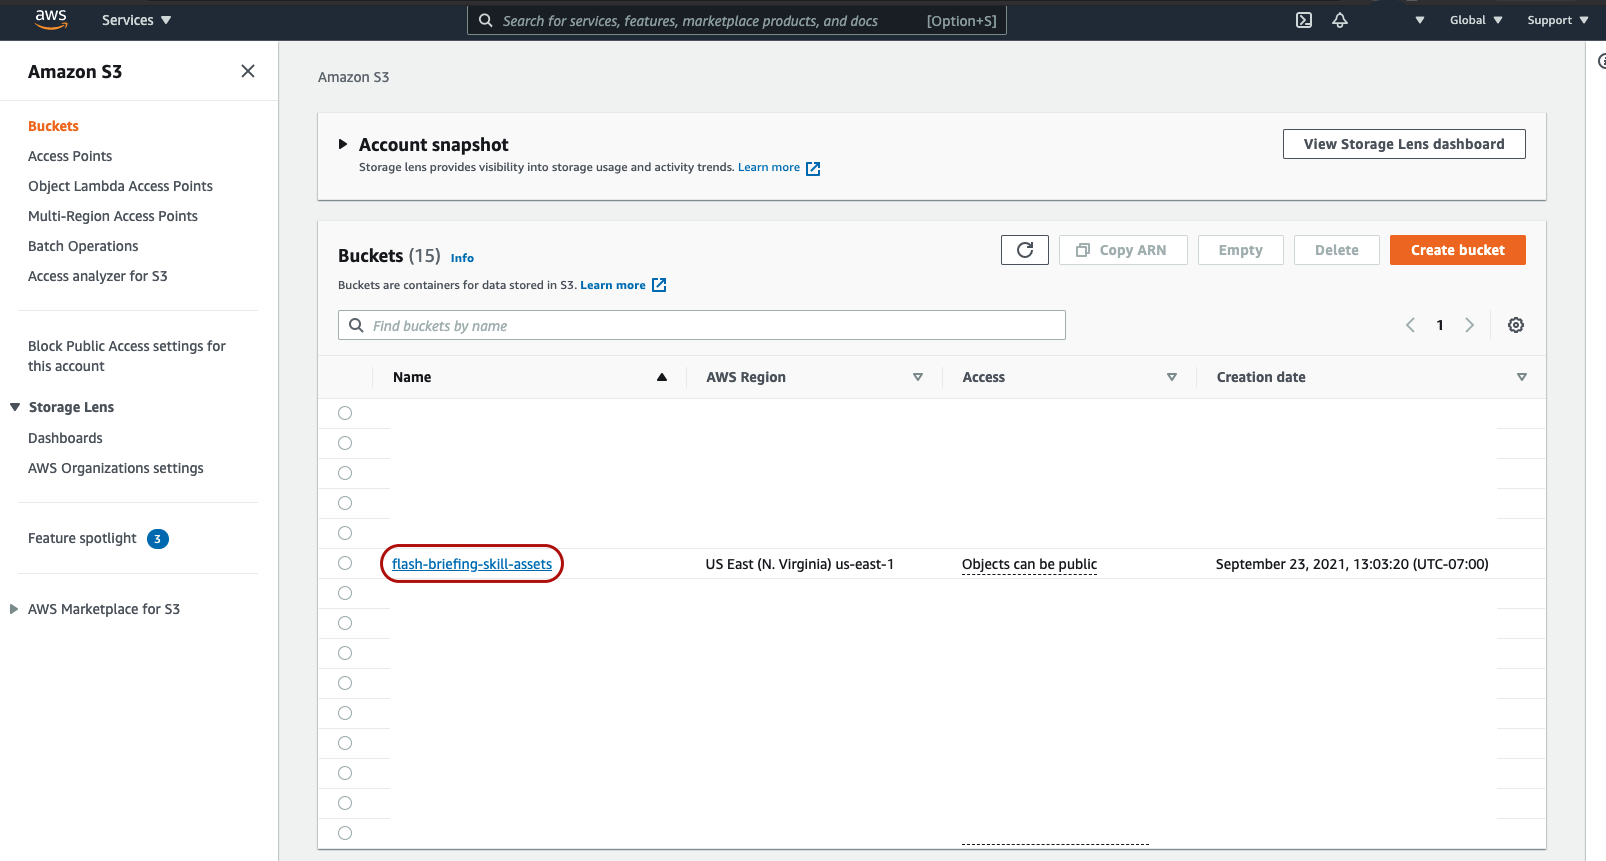 aws Services Search for services, features, marketplace products, and docs [Option+S] Global Support
Amazon S3
Buckets
Access Points
Object Lambda Access Points
Multi-Region Access Points
Batch Operations
Access analyzer for S3
Block Public Access settings for
this account
Storage Lens
Dashboards
AWS Organizations settings
Feature spotlight 3
AWS Marketplace for S3
Amazon S3
Account snapshot
Storage lens provides visibility into storage usage and activity trends. Learn more
View Storage Lens dashboard
Buckets (15) Info
Copy ARN Empty Delete Create bucket
Buckets are containers for data stored in S3. Learn more
Find buckets by name
1
Name AWS Region Access Creation date
flash-briefing-skill-assets US East (N. Virginia) us-east-1 Objects can be public September 23, 2021, 13:03:20 (UTC-07:00)